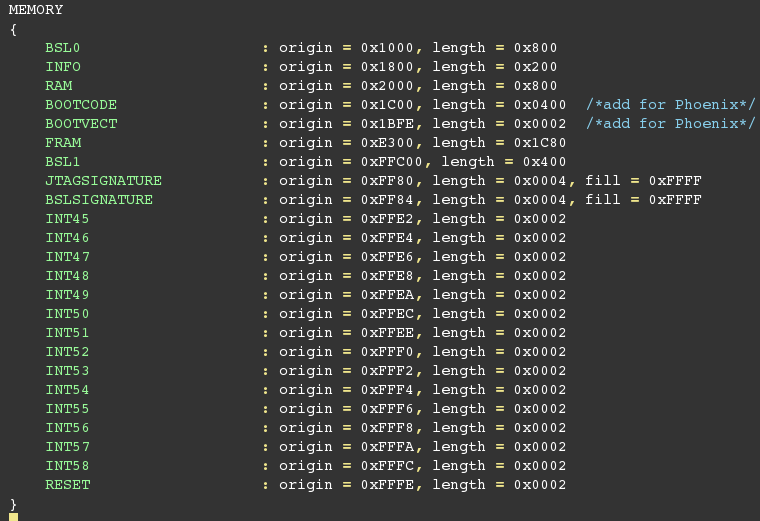 MEMORY
{
    BSL0                    : origin = 0x1000, length = 0x800
    INFO                    : origin = 0x1800, length = 0x200
    RAM                     : origin = 0x2000, length = 0x800
    BOOTCODE                : origin = 0x1C00, length = 0x0400  /*add for Phoenix*/
    BOOTVECT                : origin = 0x1BFE, length = 0x0002  /*add for Phoenix*/
    FRAM                    : origin = 0xE300, length = 0x1C80
    BSL1                    : origin = 0xFFC00, length = 0x400
    JTAGSIGNATURE           : origin = 0xFF80, length = 0x0004, fill = 0xFFFF
    BSLSIGNATURE            : origin = 0xFF84, length = 0x0004, fill = 0xFFFF
    INT45                   : origin = 0xFFE2, length = 0x0002
    INT46                   : origin = 0xFFE4, length = 0x0002
    INT47                   : origin = 0xFFE6, length = 0x0002
    INT48                   : origin = 0xFFE8, length = 0x0002
    INT49                   : origin = 0xFFEA, length = 0x0002
    INT50                   : origin = 0xFFEC, length = 0x0002
    INT51                   : origin = 0xFFEE, length = 0x0002
    INT52                   : origin = 0xFFF0, length = 0x0002
    INT53                   : origin = 0xFFF2, length = 0x0002
    INT54                   : origin = 0xFFF4, length = 0x0002
    INT55                   : origin = 0xFFF6, length = 0x0002
    INT56                   : origin = 0xFFF8, length = 0x0002
    INT57                   : origin = 0xFFFA, length = 0x0002
    INT58                   : origin = 0xFFFC, length = 0x0002
    RESET                   : origin = 0xFFFE, length = 0x0002
}